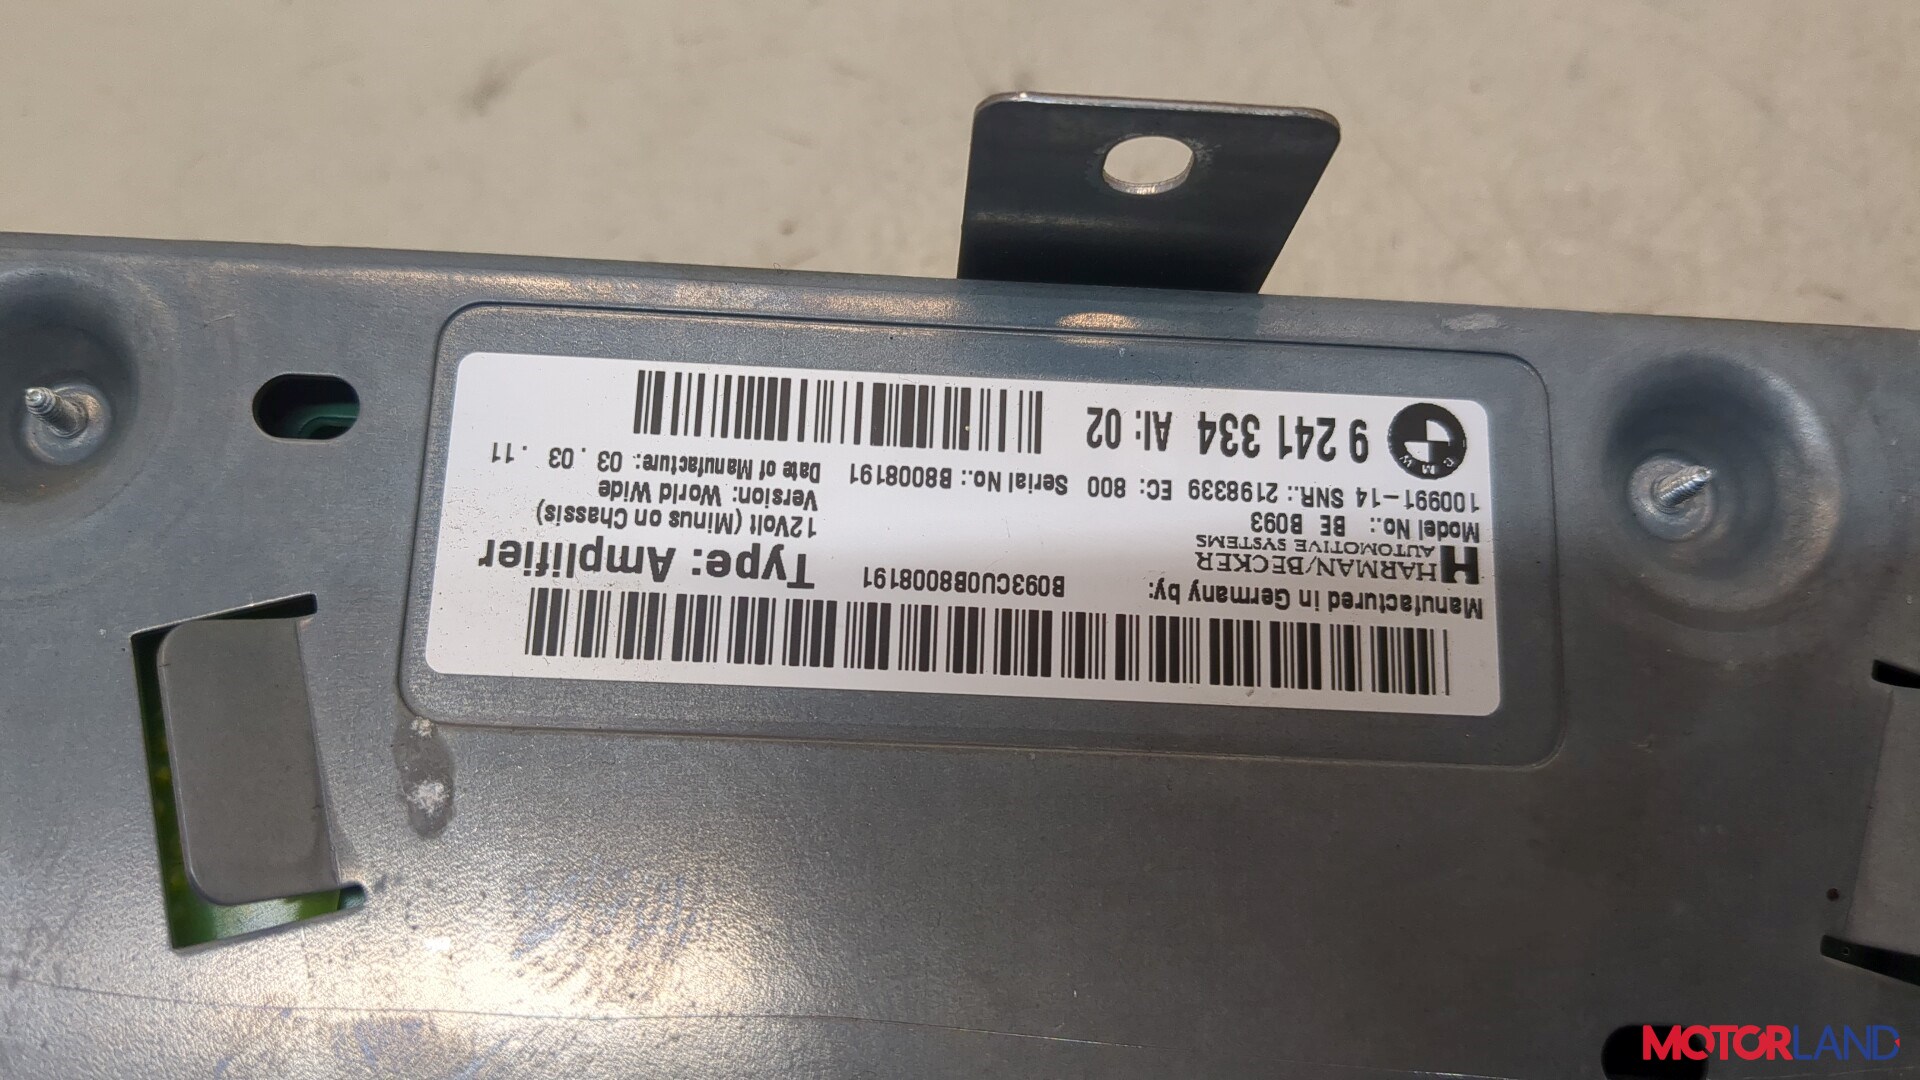 BMW
9 241 334 AI: 02
100991-14 SNR.: 2198339 EC: 800 Serial No.: B8008191 Date of Manufacture: 03 . 03 . 11
Model No.: BE B093
Version: World Wide
12Volt (Minus on Chassis)
HARMAN/BECKER
AUTOMOTIVE SYSTEMS
Type: Amplifier
Manufactured in Germany by:
B093CU0B8008191
MOTORLAND